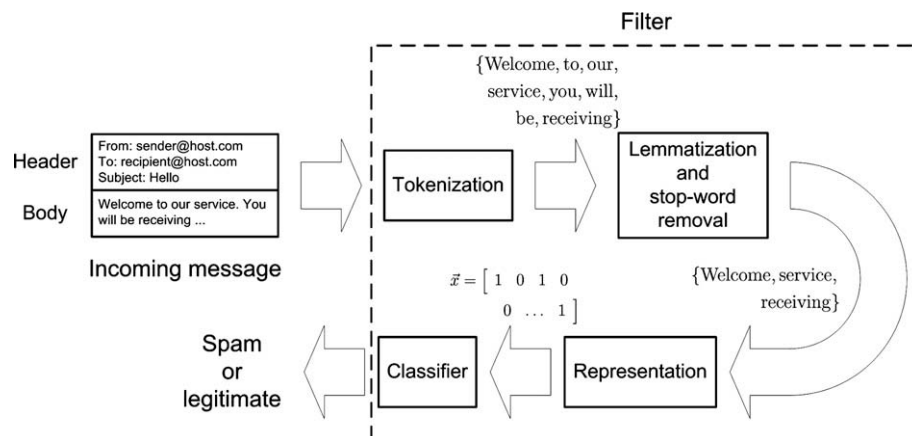 Filter
{Welcome, to, our,
service, you, will,
be, receiving}
Header
From: sender@host.com
To: recipient@host.com
Subject: Hello
Body
Welcome to our service. You
will be receiving ...
Incoming message
Tokenization
Lemmatization
and
stop-word
removal
{Welcome, service,
receiving}
x⃗ = [ 1 0 1 0
0 … 1 ]
Representation
Classifier
Spam
or
legitimate